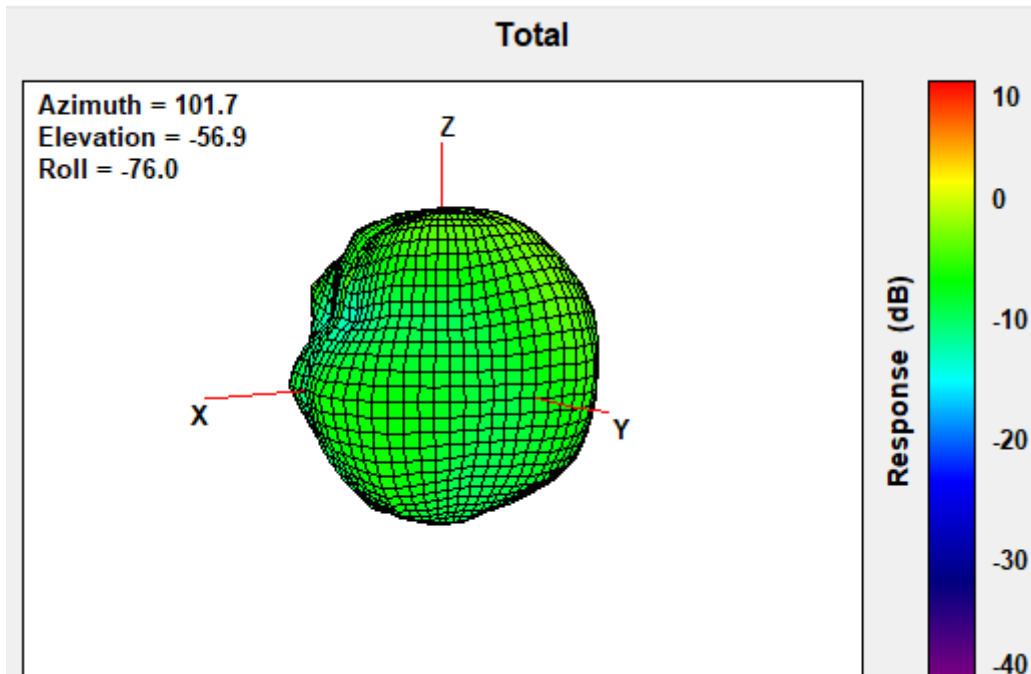 Total
Azimuth = 101.7
Elevation = -56.9
Roll = -76.0
Z
X
Y
10
0
-10
-20
-30
-40
Response (dB)